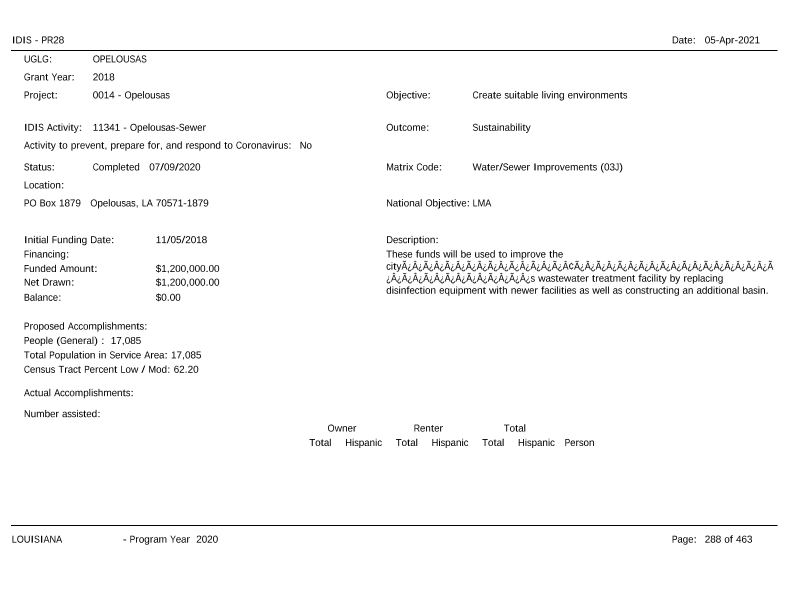 IDIS - PR28 Date: 05-Apr-2021
UGLG: OPELOUSAS
Grant Year: 2018
Project: 0014 - Opelousas Objective: Create suitable living environments
IDIS Activity: 11341 - Opelousas-Sewer Outcome: Sustainability
Activity to prevent, prepare for, and respond to Coronavirus: No
Status: Completed 07/09/2020 Matrix Code: Water/Sewer Improvements (03J)
Location:
PO Box 1879 Opelousas, LA 70571-1879 National Objective: LMA
Initial Funding Date: 11/05/2018 Description:
Financing: These funds will be used to improve the
Funded Amount: $1,200,000.00 city
Net Drawn: $1,200,000.00 s wastewater treatment facility by replacing
Balance: $0.00 disinfection equipment with newer facilities as well as constructing an additional basin.
Proposed Accomplishments:
People (General) : 17,085
Total Population in Service Area: 17,085
Census Tract Percent Low / Mod: 62.20
Actual Accomplishments:
Number assisted:
Owner Renter Total
Total Hispanic Total Hispanic Total Hispanic Person
LOUISIANA - Program Year 2020 Page: 288 of 463